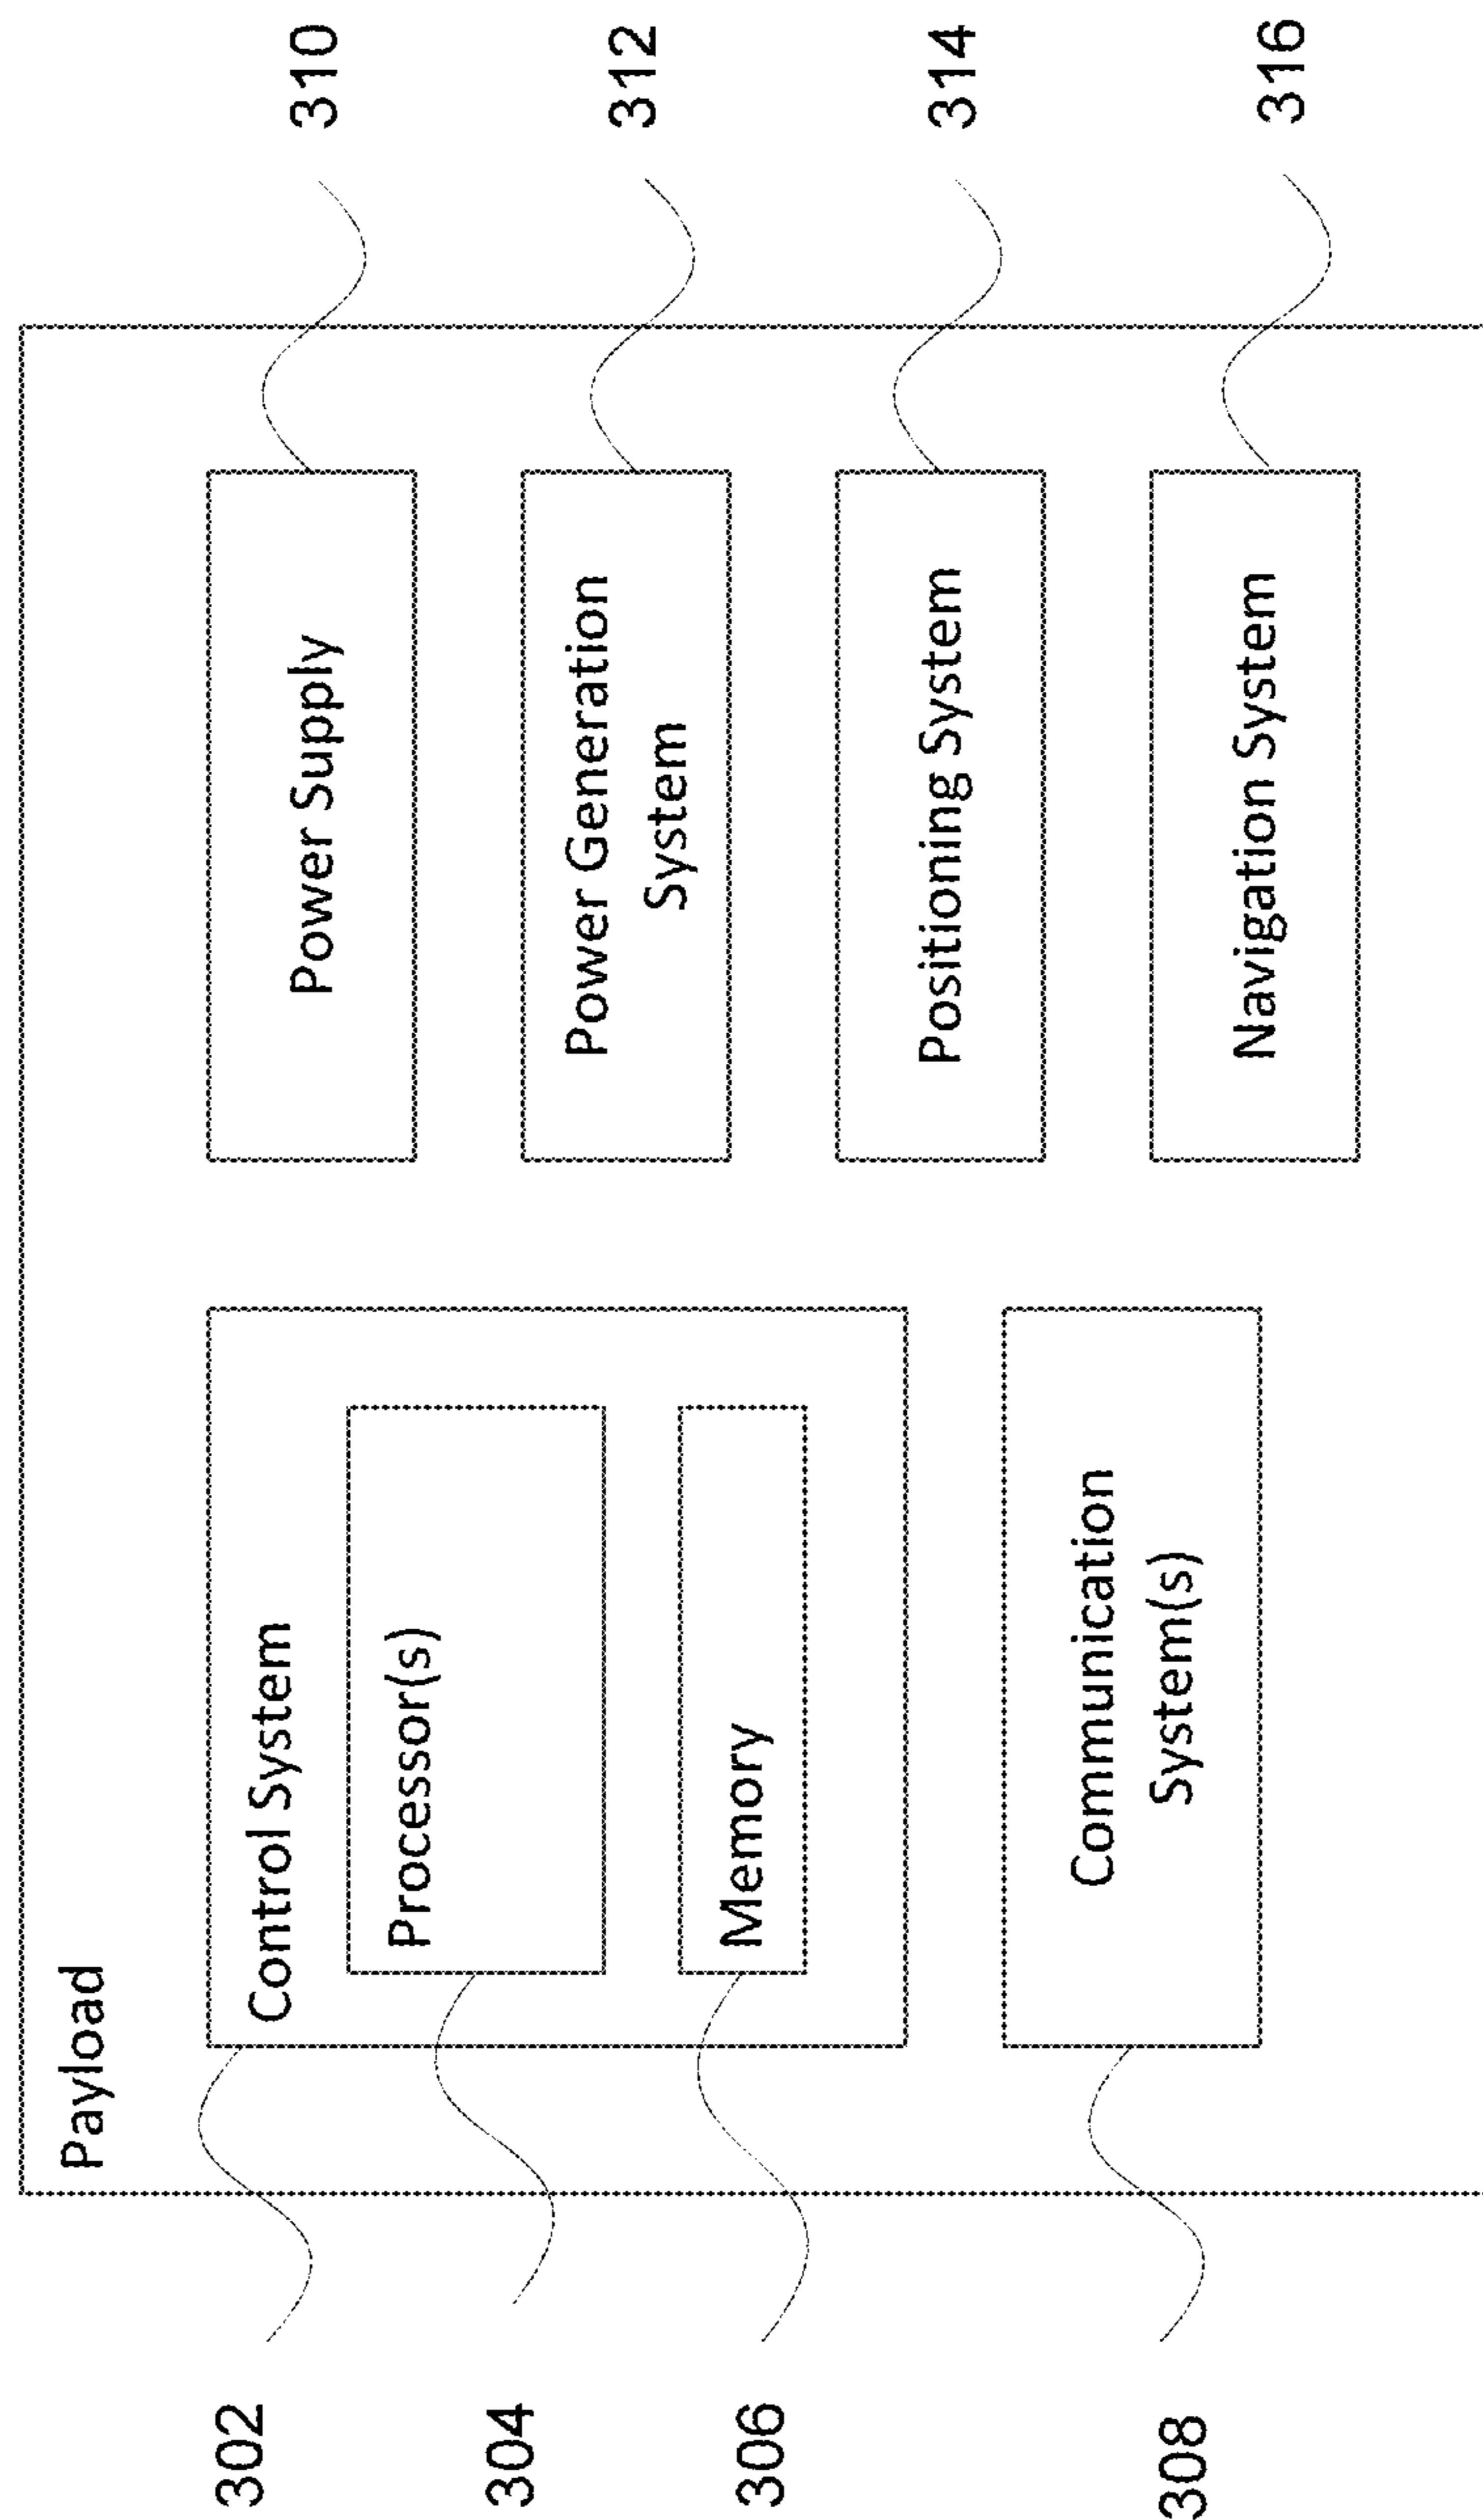 Payload
302
Control System
304
Processor(s)
306
Memory
308
Communication
System(s)
Power Supply
310
Power Generation
System
312
Positioning System
314
Navigation System
316